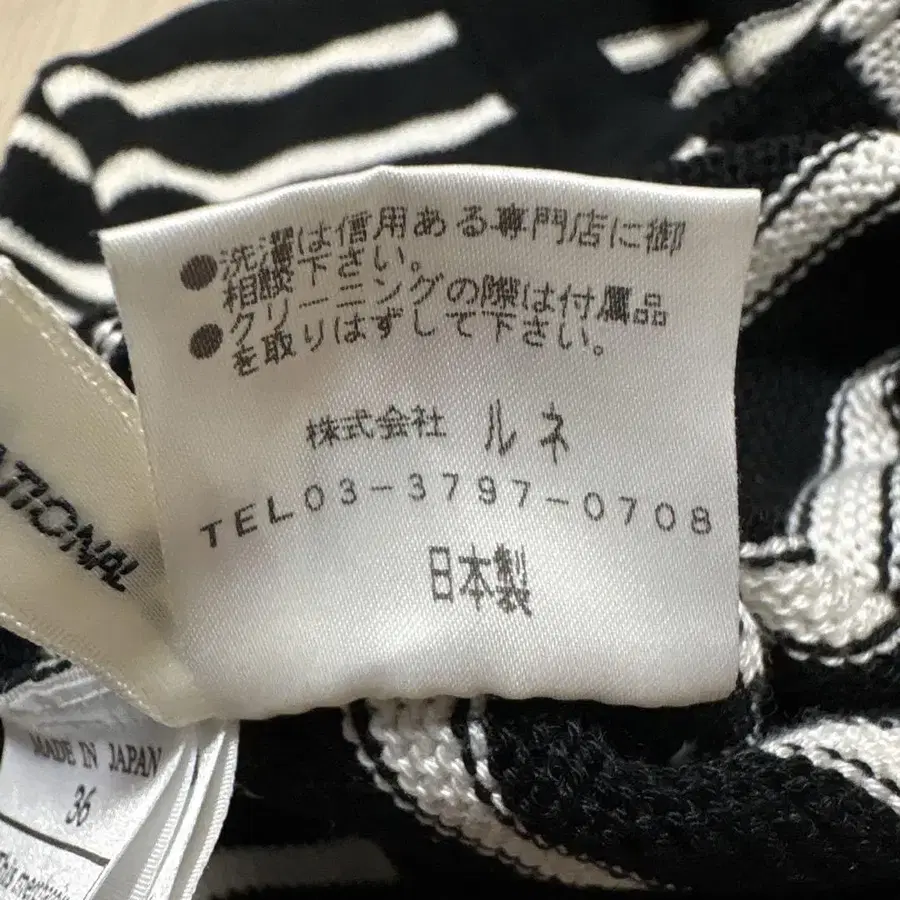 ●洗濯は信用ある専門店に御
相談下さい。
●クリーニングの際は付属品
を取りはずして下さい。
株式会社 ルネ
TEL03-3797-0708
日本製
ATIONAL
MADE IN JAPAN
36
This